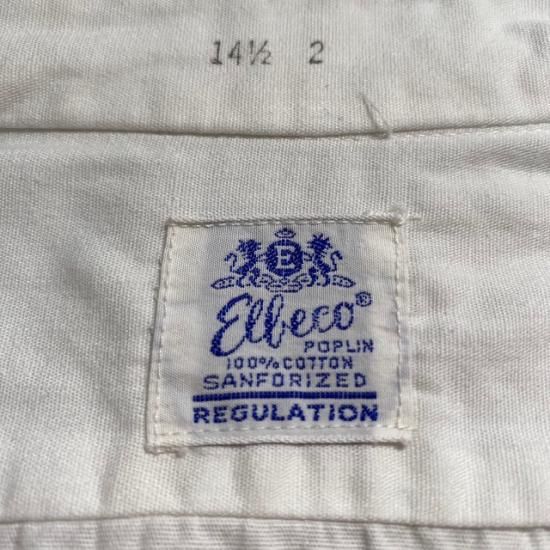 14½ 2
E
Elbeco®
POPLIN
100% COTTON
SANFORIZED
REGULATION